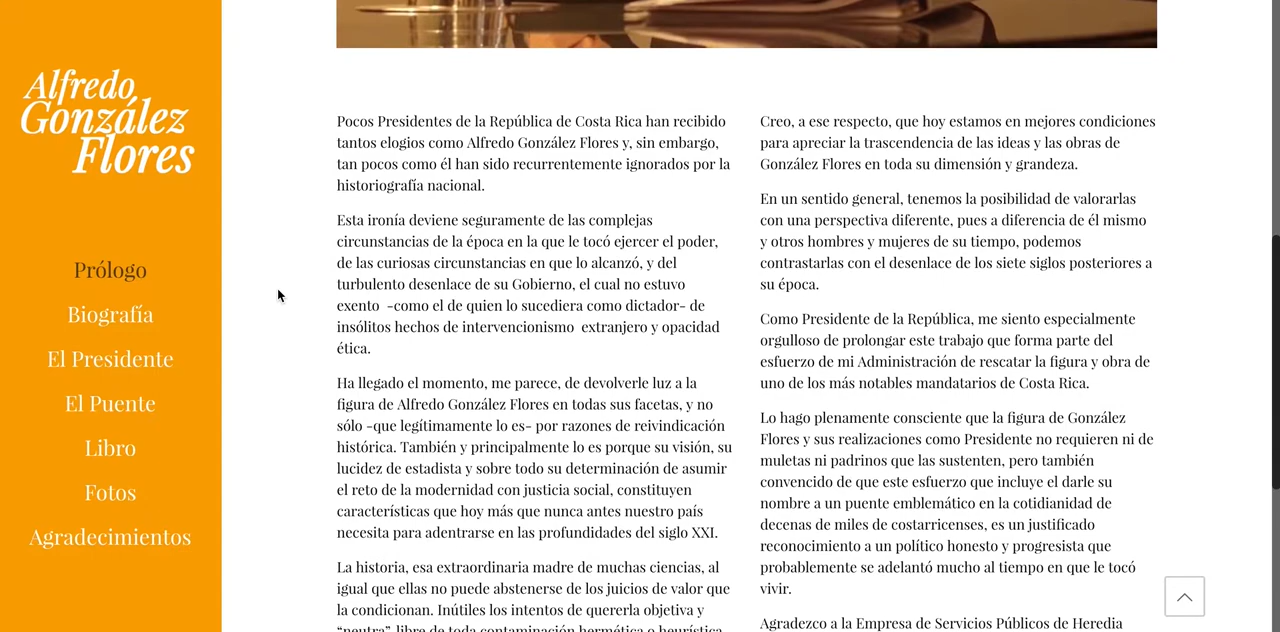 Alfredo
González
Flores
Prólogo
Biografía
El Presidente
El Puente
Libro
Fotos
Agradecimientos
Pocos Presidentes de la República de Costa Rica han recibido
tantos elogios como Alfredo González Flores y, sin embargo,
tan pocos como él han sido recurrentemente ignorados por la
historiografía nacional.
Esta ironía deviene seguramente de las complejas
circunstancias de la época en la que le tocó ejercer el poder,
de las curiosas circunstancias en que lo alcanzó, y del
turbulento desenlace de su Gobierno, el cual no estuvo
exento  -como el de quien lo sucediera como dictador- de
insólitos hechos de intervencionismo  extranjero y opacidad
ética.
Ha llegado el momento, me parece, de devolverle luz a la
figura de Alfredo González Flores en todas sus facetas, y no
sólo -que legítimamente lo es- por razones de reivindicación
histórica. También y principalmente lo es porque su visión, su
lucidez de estadista y sobre todo su determinación de asumir
el reto de la modernidad con justicia social, constituyen
características que hoy más que nunca antes nuestro país
necesita para adentrarse en las profundidades del siglo XXI.
La historia, esa extraordinaria madre de muchas ciencias, al
igual que ellas no puede abstenerse de los juicios de valor que
la condicionan. Inútiles los intentos de quererla objetiva y
“neutra”, libre de toda contaminación hermética o heurística
Creo, a ese respecto, que hoy estamos en mejores condiciones
para apreciar la trascendencia de las ideas y las obras de
González Flores en toda su dimensión y grandeza.
En un sentido general, tenemos la posibilidad de valorarlas
con una perspectiva diferente, pues a diferencia de él mismo
y otros hombres y mujeres de su tiempo, podemos
contrastarlas con el desenlace de los siete siglos posteriores a
su época.
Como Presidente de la República, me siento especialmente
orgulloso de prolongar este trabajo que forma parte del
esfuerzo de mi Administración de rescatar la figura y obra de
uno de los más notables mandatarios de Costa Rica.
Lo hago plenamente consciente que la figura de González
Flores y sus realizaciones como Presidente no requieren ni de
muletas ni padrinos que las sustenten, pero también
convencido de que este esfuerzo que incluye el darle su
nombre a un puente emblemático en la cotidianidad de
decenas de miles de costarricenses, es un justificado
reconocimiento a un político honesto y progresista que
probablemente se adelantó mucho al tiempo en que le tocó
vivir.
Agradezco a la Empresa de Servicios Públicos de Heredia